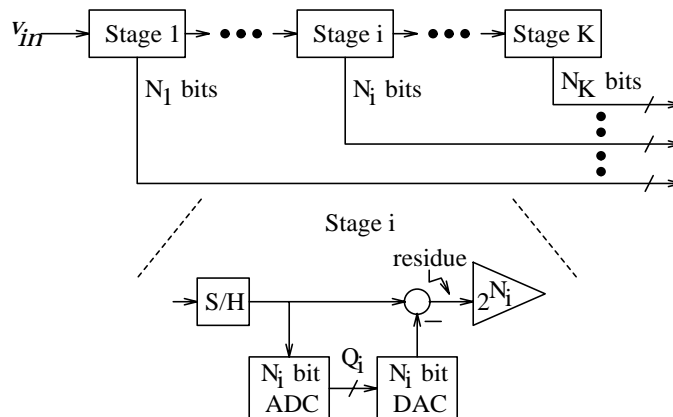 v_in Stage 1 Stage i Stage K
N_1 bits N_i bits N_K bits
Stage i
residue
S/H 2^N_i
N_i bit ADC Q_i N_i bit DAC